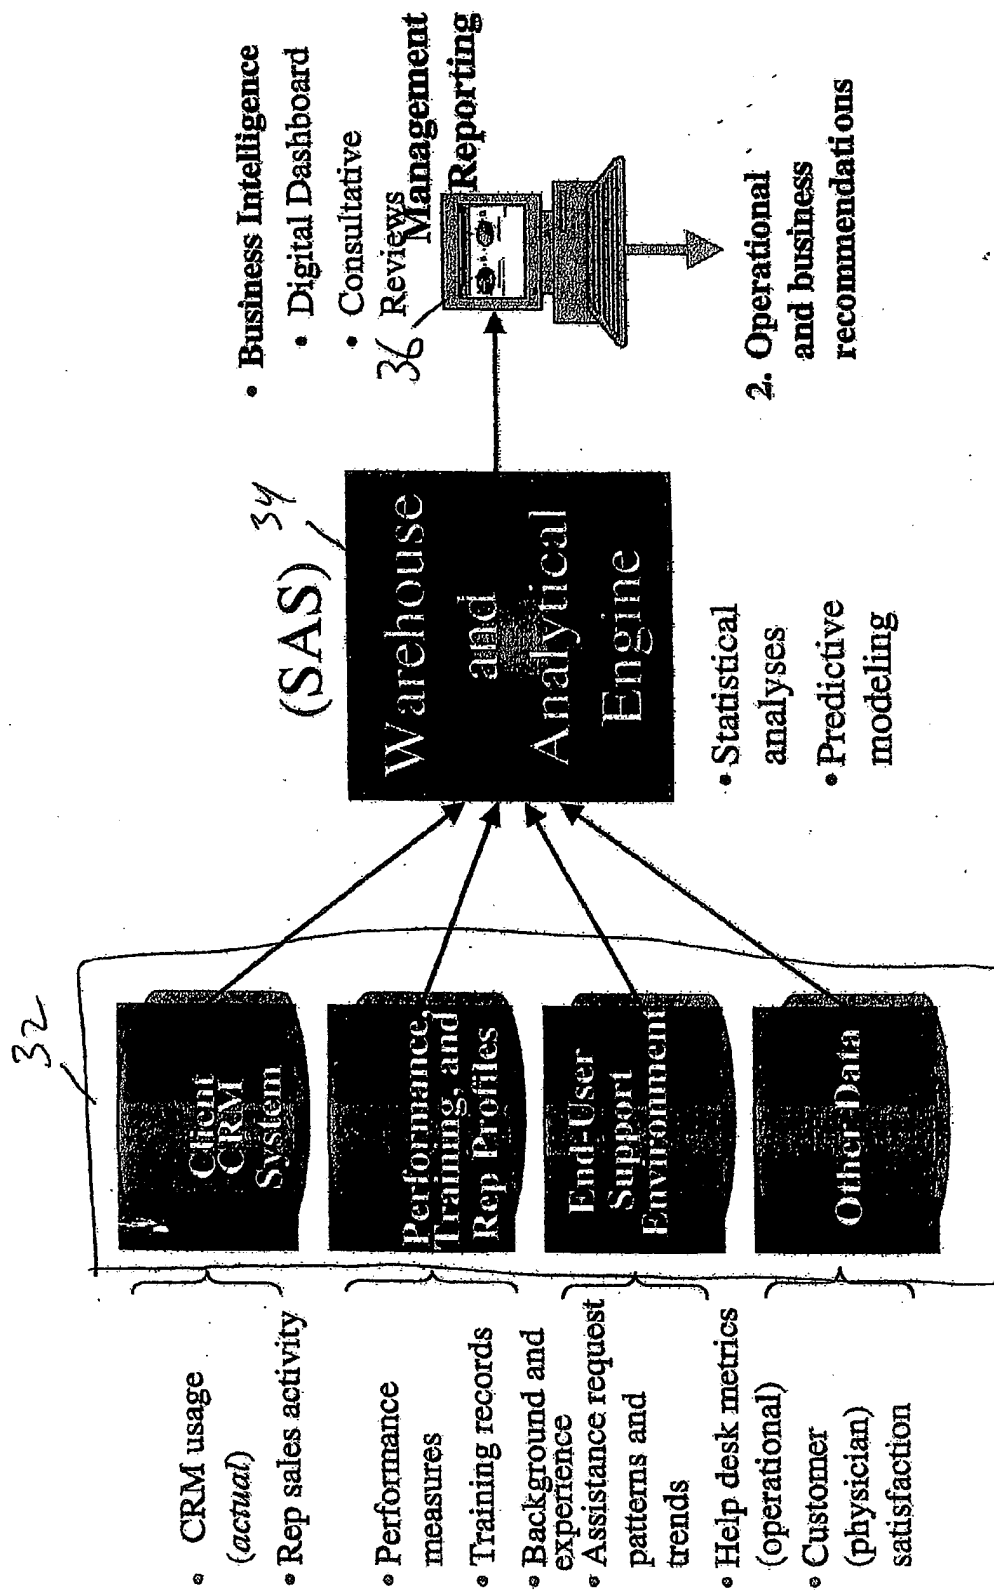 32
• CRM usage
(actual)
• Rep sales activity
• Performance
measures
• Training records
• Background and
experience
• Assistance request
patterns and
trends
• Help desk metrics
(operational)
• Customer
(physician)
satisfaction
Client
CRM
System
Performance,
Training, and
Rep Profiles
End-User
Support
Environment
Other Data
(SAS)
34
Warehouse
and
Analytical
Engine
• Statistical
analyses
• Predictive
modeling
• Business Intelligence
• Digital Dashboard
• Consultative
Reviews
36
Management
Reporting
2. Operational
and business
recommendations